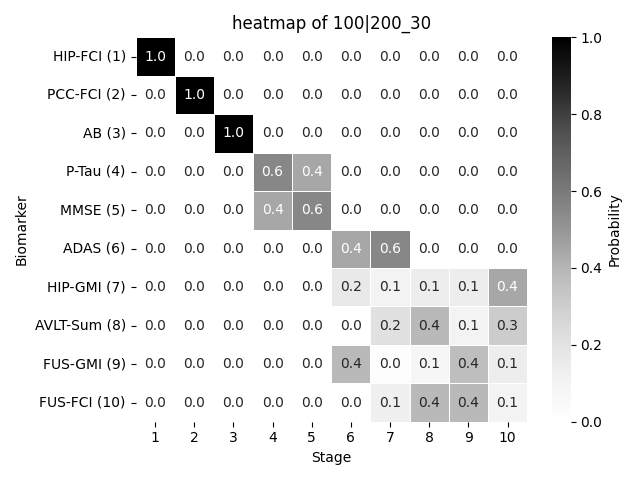 heatmap of 100|200_30
HIP-FCI (1) 1.0 0.0 0.0 0.0 0.0 0.0 0.0 0.0 0.0 0.0
PCC-FCI (2) 0.0 1.0 0.0 0.0 0.0 0.0 0.0 0.0 0.0 0.0
AB (3) 0.0 0.0 1.0 0.0 0.0 0.0 0.0 0.0 0.0 0.0
P-Tau (4) 0.0 0.0 0.0 0.6 0.4 0.0 0.0 0.0 0.0 0.0
MMSE (5) 0.0 0.0 0.0 0.4 0.6 0.0 0.0 0.0 0.0 0.0
ADAS (6) 0.0 0.0 0.0 0.0 0.0 0.4 0.6 0.0 0.0 0.0
HIP-GMI (7) 0.0 0.0 0.0 0.0 0.0 0.2 0.1 0.1 0.1 0.4
AVLT-Sum (8) 0.0 0.0 0.0 0.0 0.0 0.0 0.2 0.4 0.1 0.3
FUS-GMI (9) 0.0 0.0 0.0 0.0 0.0 0.4 0.0 0.1 0.4 0.1
FUS-FCI (10) 0.0 0.0 0.0 0.0 0.0 0.0 0.1 0.4 0.4 0.1
1 2 3 4 5 6 7 8 9 10
Stage
Biomarker
1.0
0.8
0.6
0.4
0.2
0.0
Probability